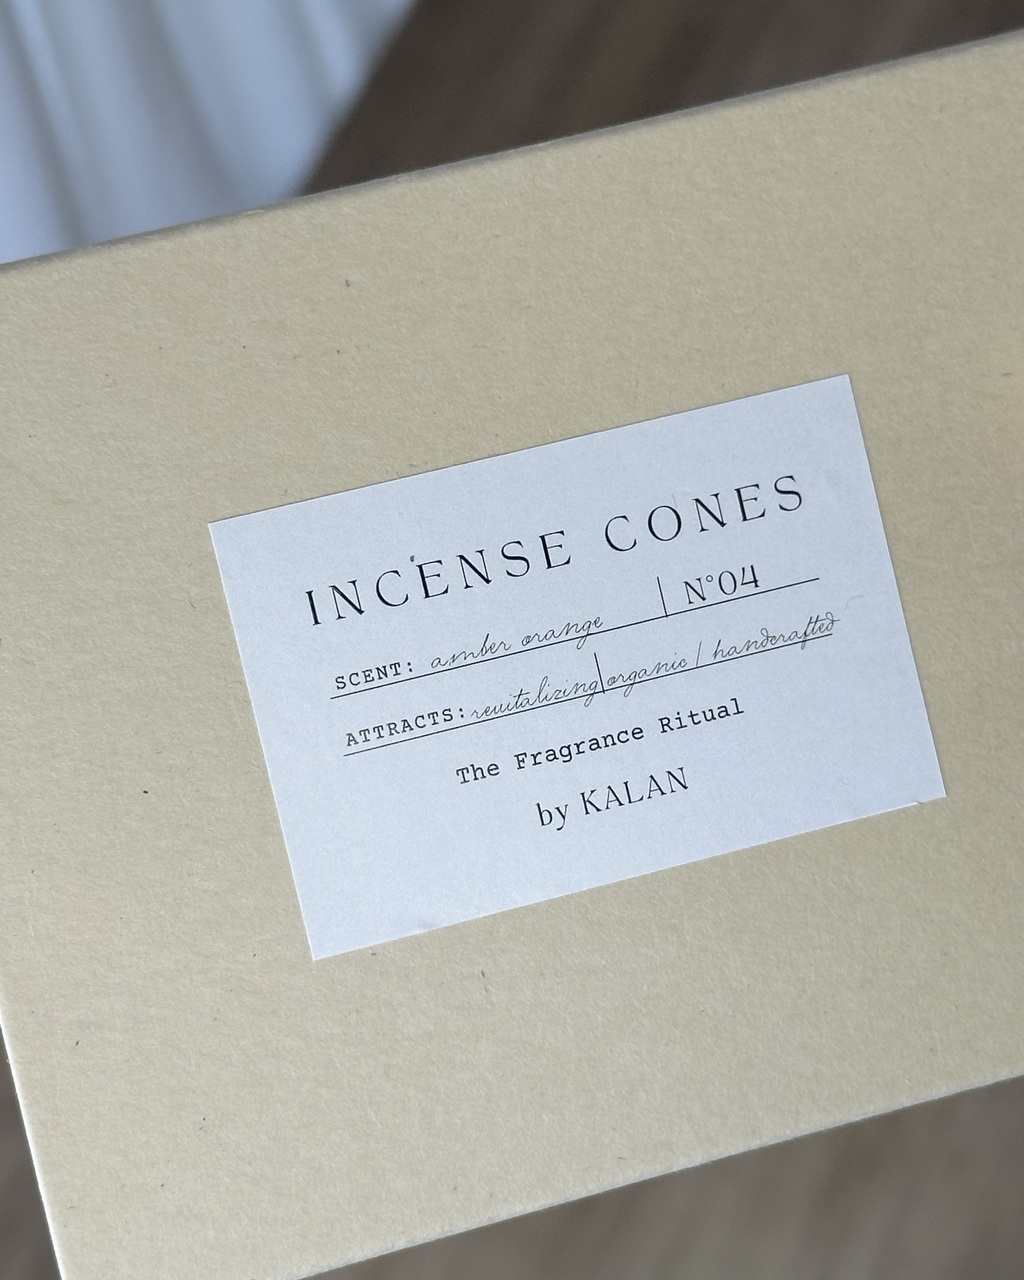 INCENSE CONES
SCENT: amber orange | N°04
ATTRACTS: revitalizing | organic | handcrafted
The Fragrance Ritual
by KALAN